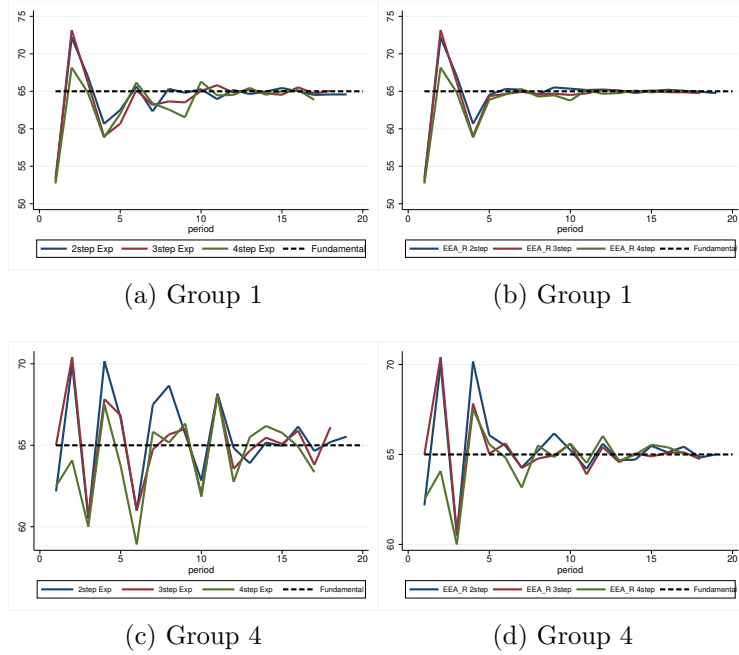 75
70
65
60
55
50
0
5
10
15
20
period
2step Exp
3step Exp
4step Exp
Fundamental
75
70
65
60
55
50
0
5
10
15
20
period
EEA_R 2step
EEA_R 3step
EEA_R 4step
Fundamental
(a) Group 1
(b) Group 1
70
65
60
0
5
10
15
20
period
2step Exp
3step Exp
4step Exp
Fundamental
70
65
60
0
5
10
15
20
period
EEA_R 2step
EEA_R 3step
EEA_R 4step
Fundamental
(c) Group 4
(d) Group 4